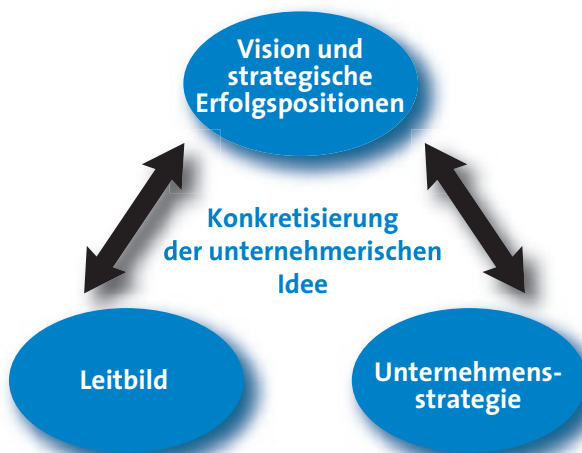 Vision und
strategische
Erfolgspositionen
Konkretisierung
der unternehmerischen
Idee
Leitbild
Unternehmens-
strategie